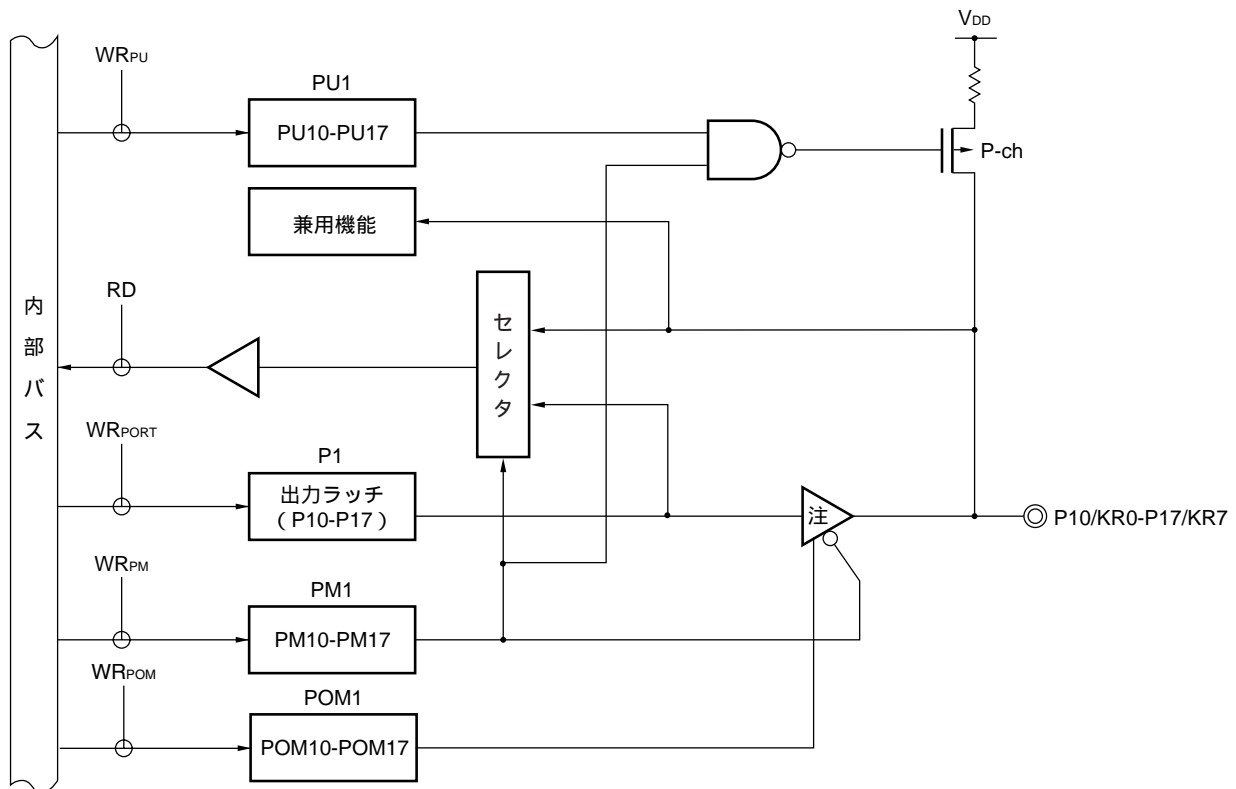 VDD
WRPU
PU1
PU10-PU17
P-ch
兼用機能
RD
内部バス
セレクタ
WRPORT
P1
出力ラッチ
（P10-P17）
注
P10/KR0-P17/KR7
WRPM
PM1
PM10-PM17
WRPOM
POM1
POM10-POM17